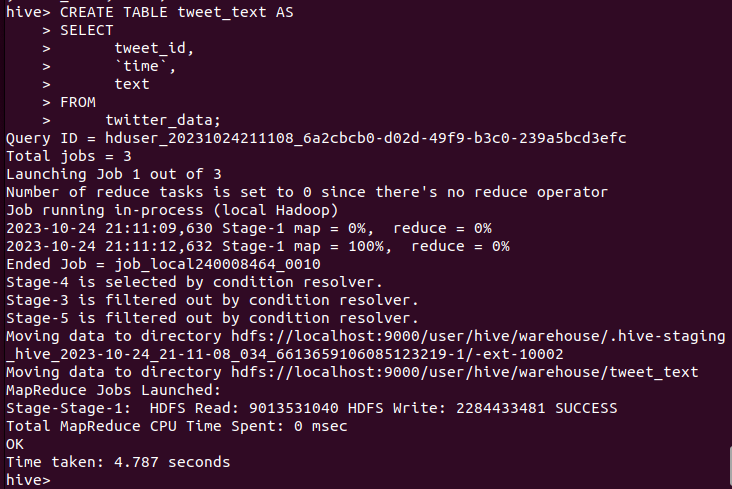 hive> CREATE TABLE tweet_text AS
    > SELECT
    >       tweet_id,
    >       `time`,
    >       text
    > FROM
    >      twitter_data;
Query ID = hduser_20231024211108_6a2cbcb0-d02d-49f9-b3c0-239a5bcd3efc
Total jobs = 3
Launching Job 1 out of 3
Number of reduce tasks is set to 0 since there's no reduce operator
Job running in-process (local Hadoop)
2023-10-24 21:11:09,630 Stage-1 map = 0%,  reduce = 0%
2023-10-24 21:11:12,632 Stage-1 map = 100%,  reduce = 0%
Ended Job = job_local240008464_0010
Stage-4 is selected by condition resolver.
Stage-3 is filtered out by condition resolver.
Stage-5 is filtered out by condition resolver.
Moving data to directory hdfs://localhost:9000/user/hive/warehouse/.hive-staging
_hive_2023-10-24_21-11-08_034_6613659106085123219-1/-ext-10002
Moving data to directory hdfs://localhost:9000/user/hive/warehouse/tweet_text
MapReduce Jobs Launched:
Stage-Stage-1:  HDFS Read: 9013531040 HDFS Write: 2284433481 SUCCESS
Total MapReduce CPU Time Spent: 0 msec
OK
Time taken: 4.787 seconds
hive>